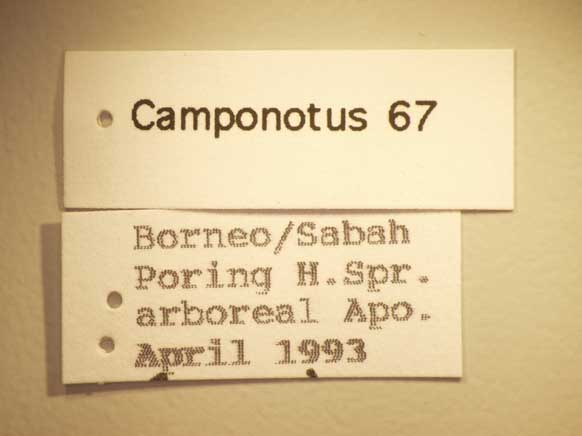 Camponotus 67
Borneo/Sabah
Poring H.Spr.
arboreal Apo.
April 1993